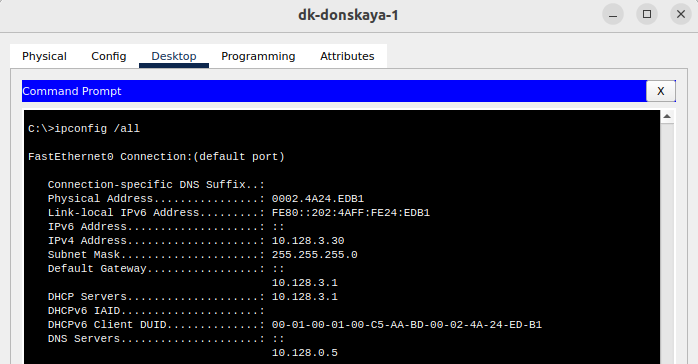 dk-donskaya-1
Physical Config Desktop Programming Attributes
Command Prompt X
C:\>ipconfig /all
FastEthernet0 Connection:(default port)
Connection-specific DNS Suffix..:
Physical Address................: 0002.4A24.EDB1
Link-local IPv6 Address.........: FE80::202:4AFF:FE24:EDB1
IPv6 Address....................: ::
IPv4 Address....................: 10.128.3.30
Subnet Mask.....................: 255.255.255.0
Default Gateway.................: ::
10.128.3.1
DHCP Servers....................: 10.128.3.1
DHCPv6 IAID.....................:
DHCPv6 Client DUID..............: 00-01-00-01-00-C5-AA-BD-00-02-4A-24-ED-B1
DNS Servers.....................: ::
10.128.0.5